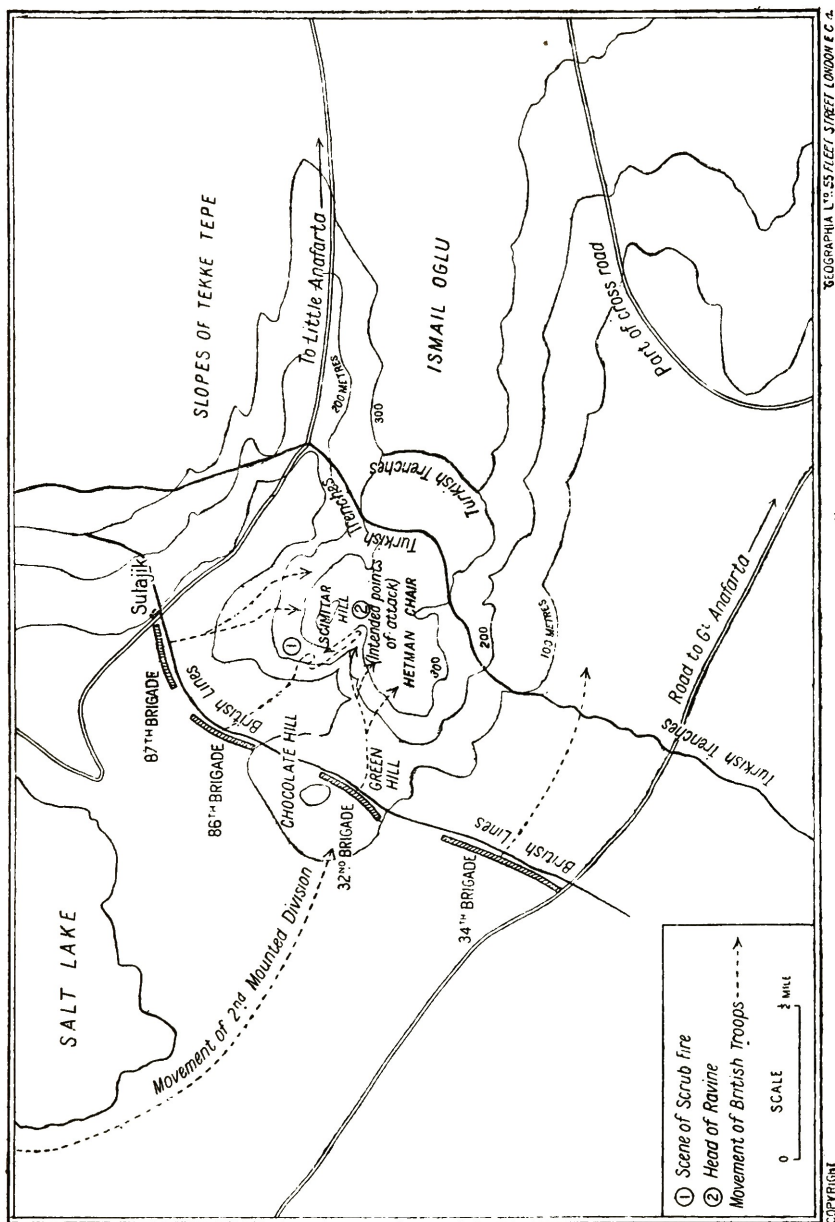 SALT LAKE
Movement of 2nd Mounted Division
SLOPES OF TEKKE TEPE
To Little Anafarta
200 METRES
300
ISMAIL OGLU
Sulajik
87TH BRIGADE
86TH BRIGADE
British Lines
CHOCOLATE HILL
32ND BRIGADE
GREEN
HILL
①
SCIMITAR
HILL
②
(Intended points
of attack)
HETMAN CHAIR
200
Turkish
Trenches
Turkish Trenches
200
100 METRES
34TH BRIGADE
British Lines
Turkish Trenches
Road to Gt Anafarta
Part of cross road
① Scene of Scrub Fire
② Head of Ravine
Movement of British Troops
SCALE
0
½ MILE
COPYRIGHT
GEOGRAPHIA LTD. 55 FLEET STREET LONDON E C 4.